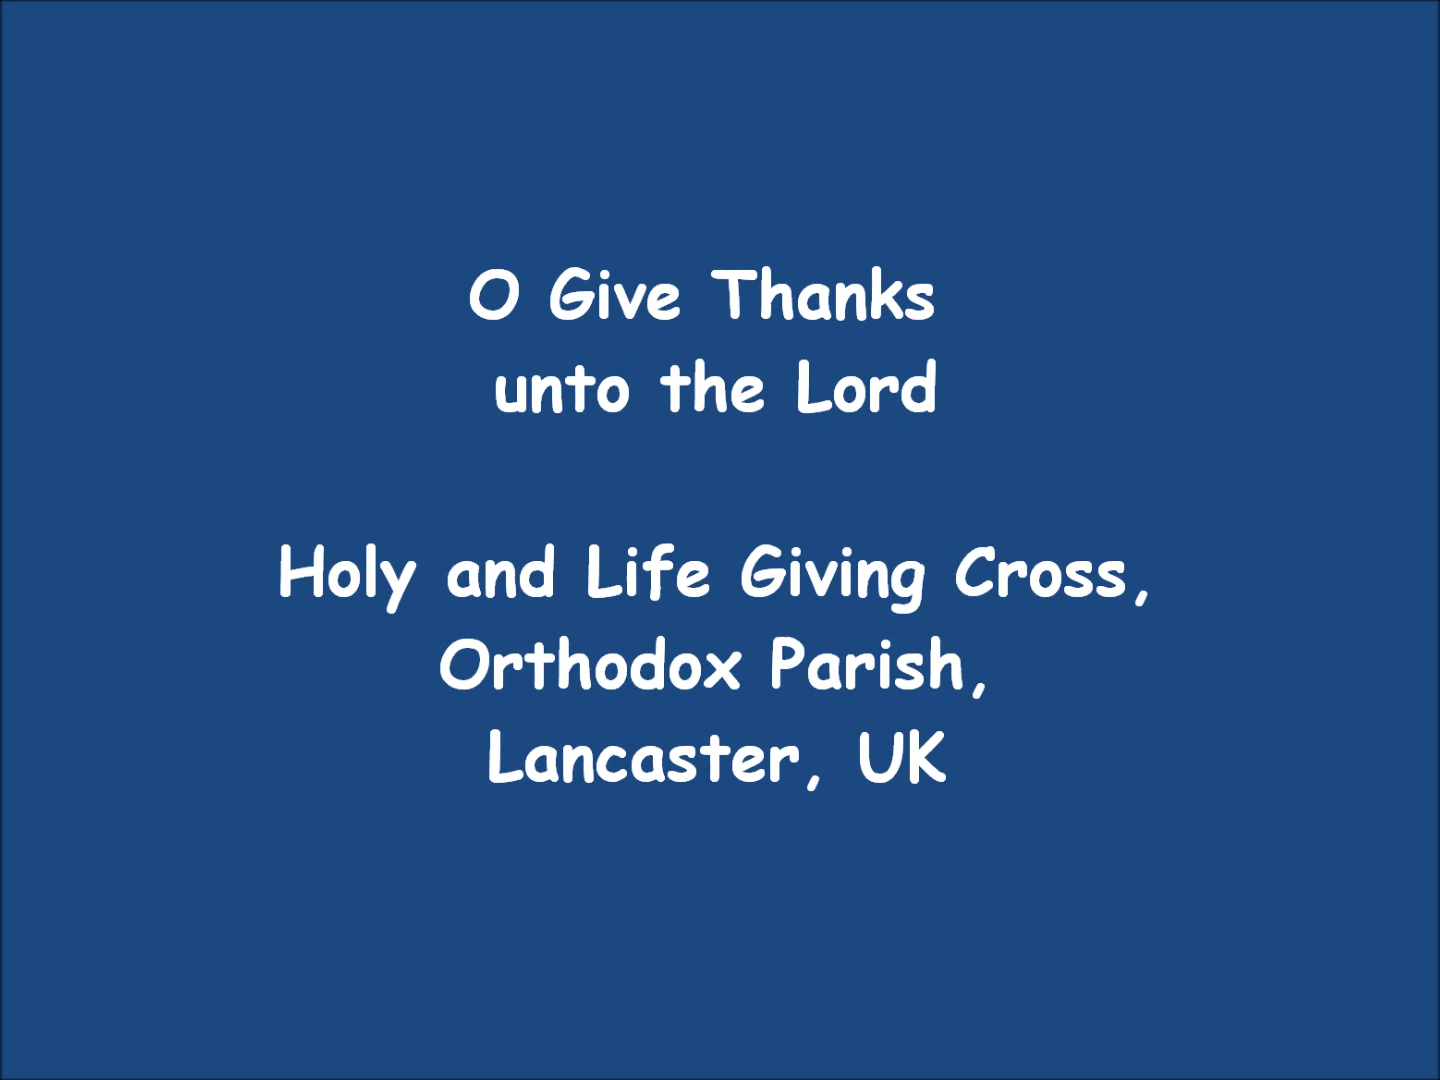 O Give Thanks
unto the Lord
Holy and Life Giving Cross,
Orthodox Parish,
Lancaster, UK